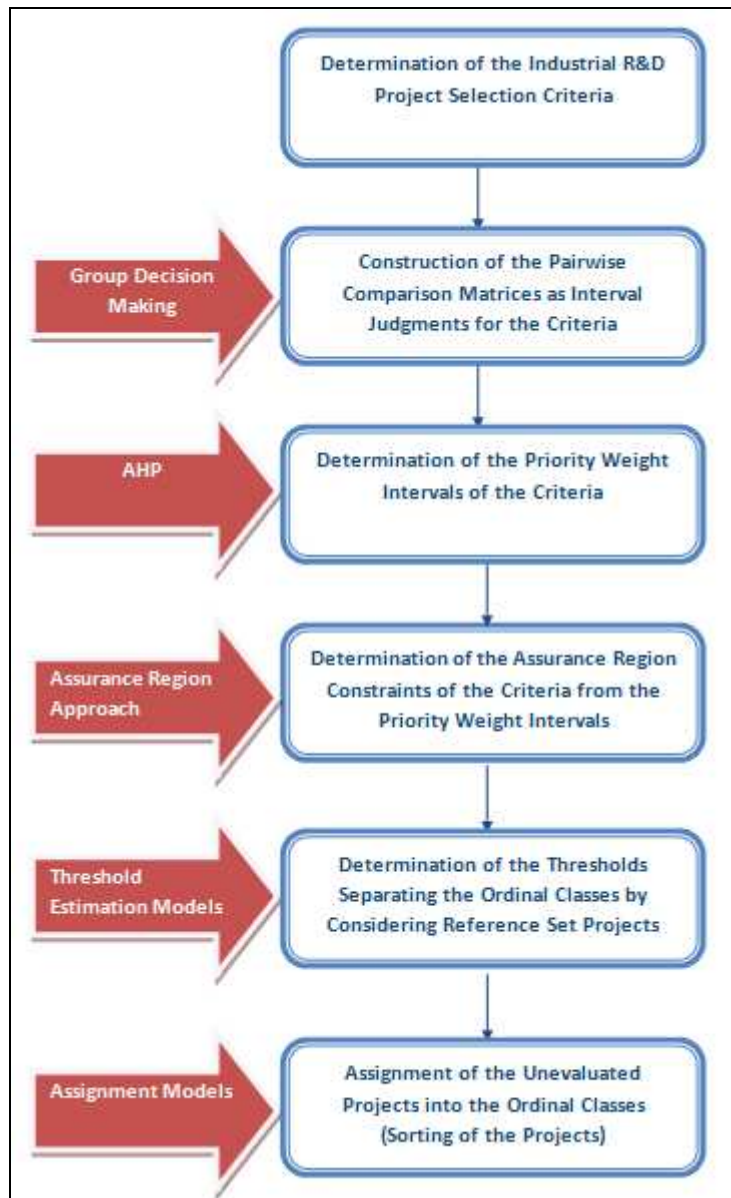 Determination of the Industrial R&D
Project Selection Criteria
Group Decision
Making
Construction of the Pairwise
Comparison Matrices as Interval
Judgments for the Criteria
AHP
Determination of the Priority Weight
Intervals of the Criteria
Assurance Region
Approach
Determination of the Assurance Region
Constraints of the Criteria from the
Priority Weight Intervals
Threshold
Estimation Models
Determination of the Thresholds
Separating the Ordinal Classes by
Considering Reference Set Projects
Assignment Models
Assignment of the Unevaluated
Projects into the Ordinal Classes
(Sorting of the Projects)